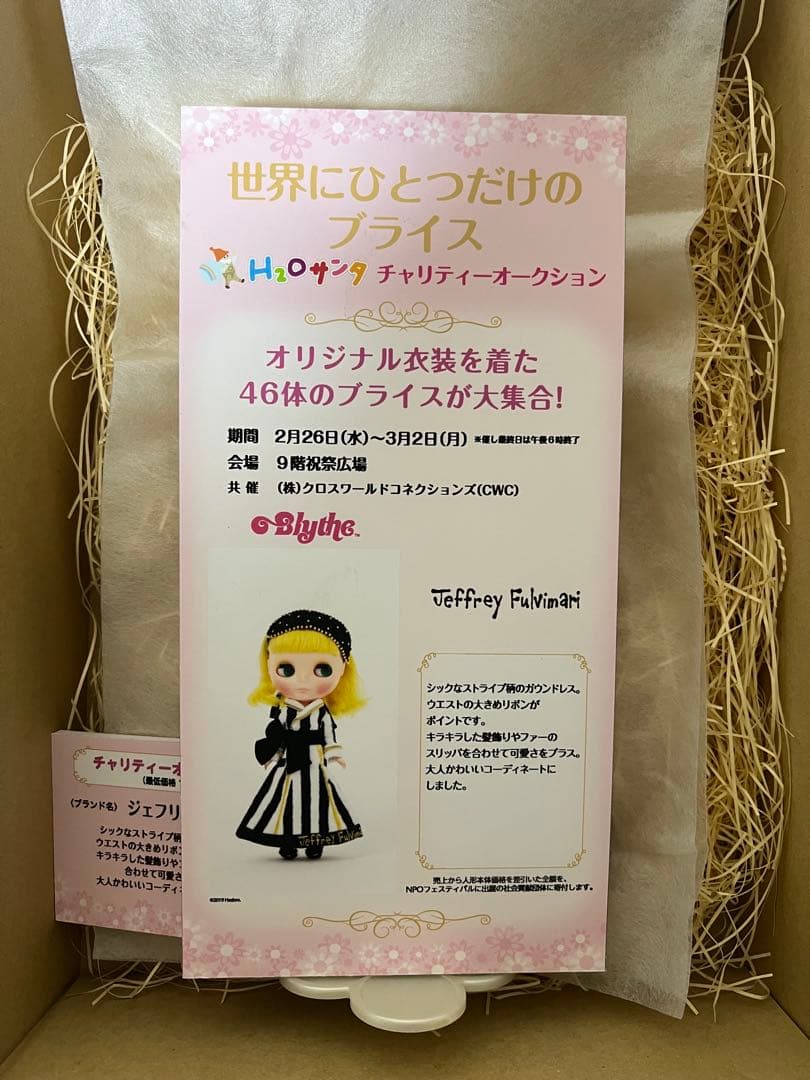 世界にひとつだけの
ブライス
H2Oサンタ チャリティーオークション
オリジナル衣装を着た
46体のブライスが大集合!
期間 2月26日(水)～3月2日(月) ※催し最終日は午後6時終了
会場 9階祝祭広場
共催 (株)クロスワールドコネクションズ(CWC)
Blythe™
Jeffrey Fulvimari
シックなストライプ柄のガウンドレス。
ウエストの大きめリボンが
ポイントです。
キラキラした髪飾りやファーの
スリッパを合わせて可愛さをプラス。
大人かわいいコーディネートに
しました。
Jeffrey Fulvima
売上から人形本体価格を差引いた全額を、
NPOフェスティバルに出展の社会貢献団体に寄付します。
©2019 Hasbro.
チャリティーオ
(最低価格
(ブランド名) ジェフリ
シックなストライプ柄
ウエストの大きめリボン
キラキラした髪飾りやフ
合わせて可愛さ
大人かわいいコーデ